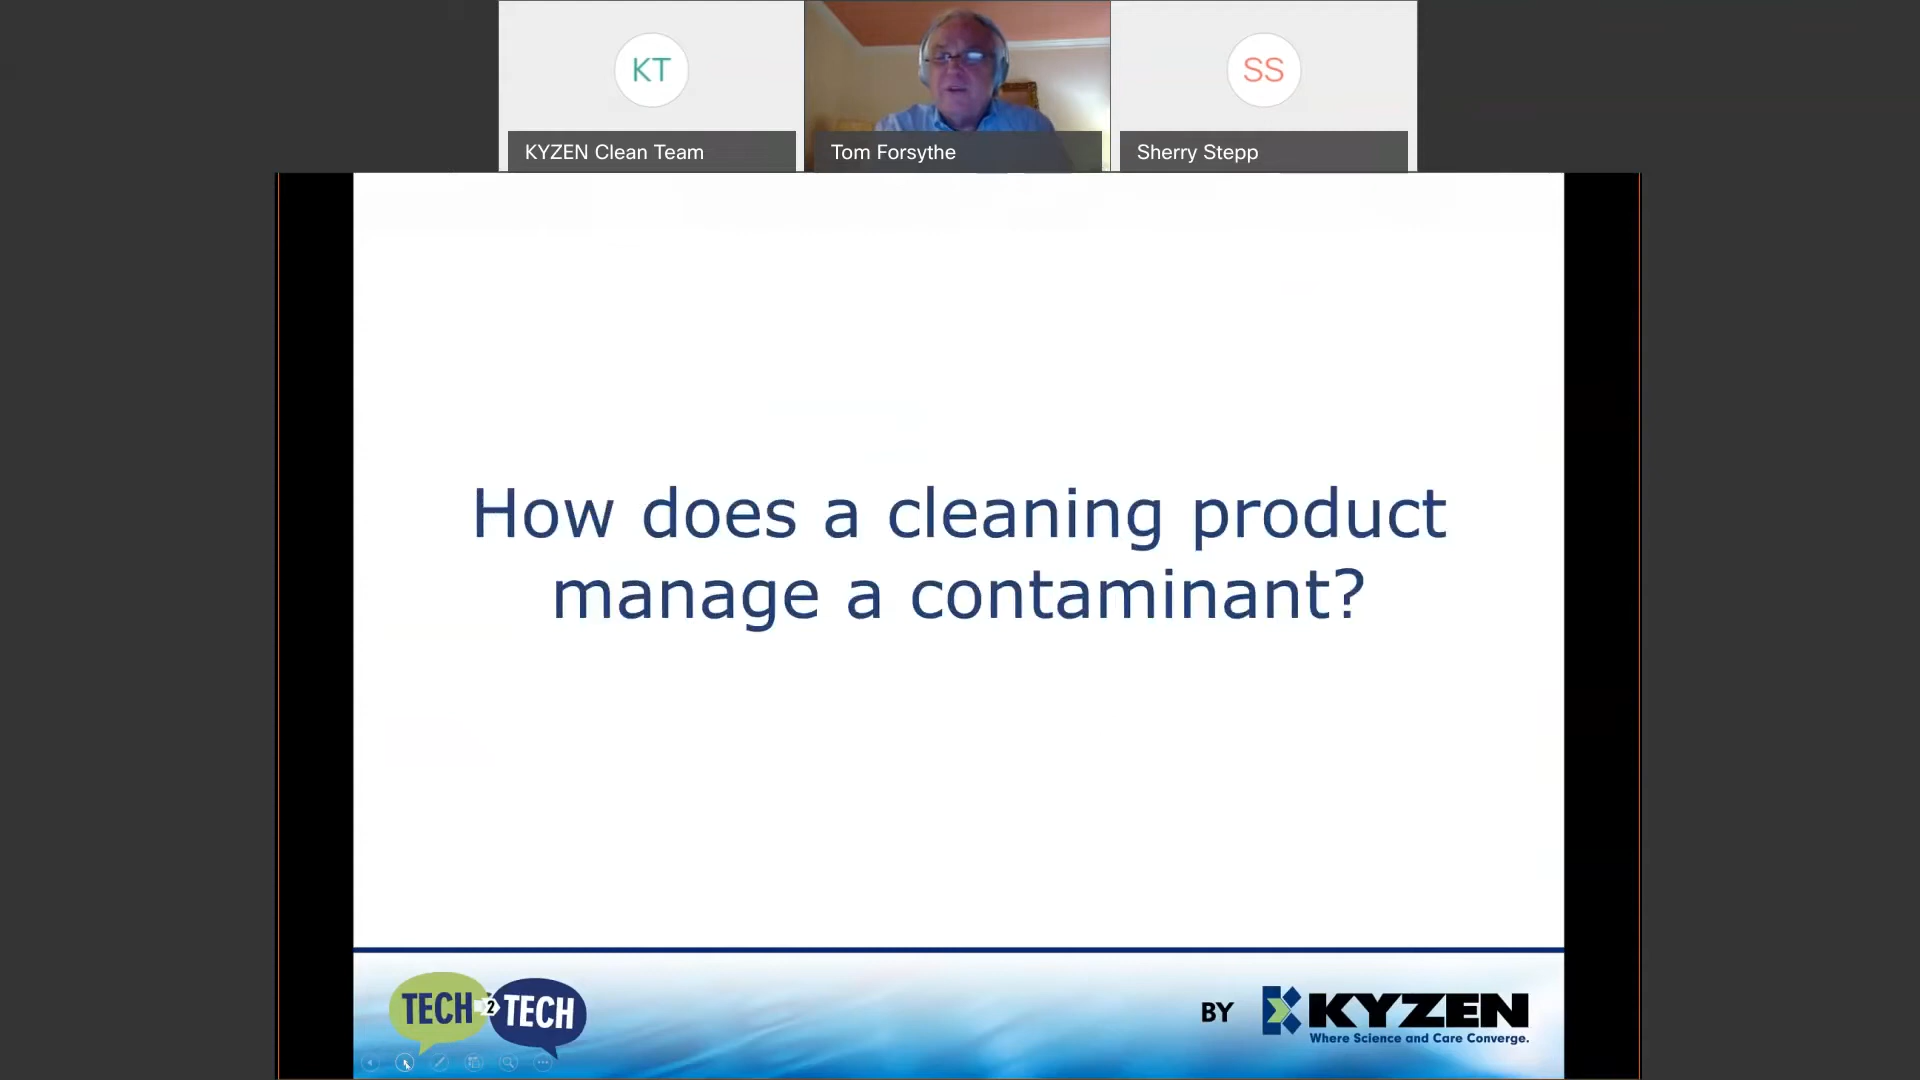 KT
SS
KYZEN Clean Team
Tom Forsythe
Sherry Stepp
How does a cleaning product
manage a contaminant?
TECH 2 TECH
BY KYZEN
Where Science and Care Converge.